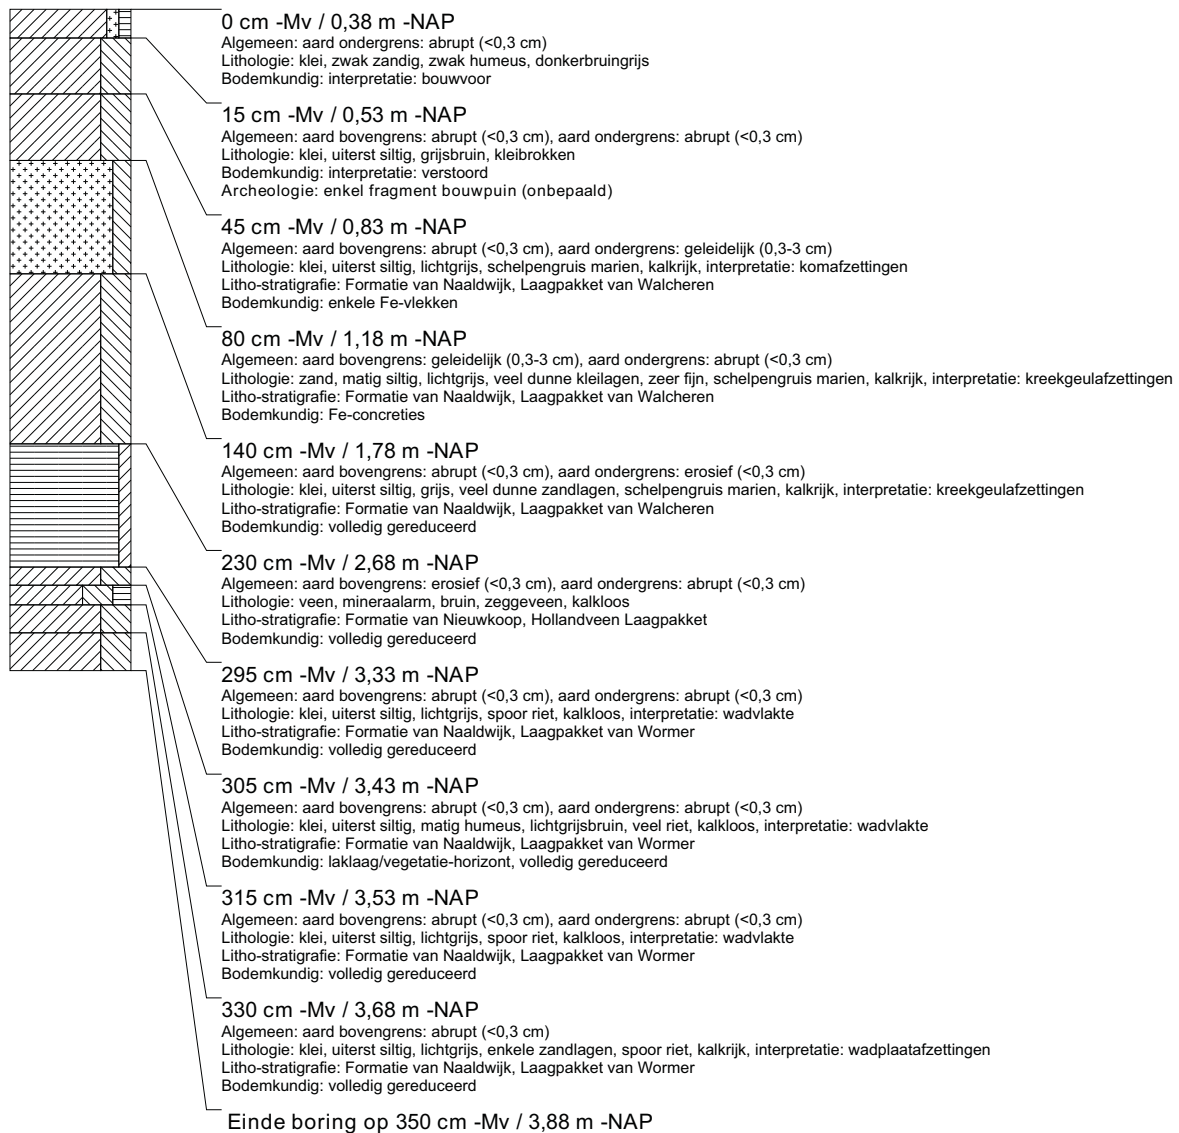 0 cm -Mv / 0,38 m -NAP
Algemeen: aard ondergrens: abrupt (<0,3 cm)
Lithologie: klei, zwak zandig, zwak humeus, donkerbruingrijs
Bodemkundig: interpretatie: bouwvoor
15 cm -Mv / 0,53 m -NAP
Algemeen: aard bovengrens: abrupt (<0,3 cm), aard ondergrens: abrupt (<0,3 cm)
Lithologie: klei, uiterst siltig, grijsbruin, kleibrokken
Bodemkundig: interpretatie: verstoord
Archeologie: enkel fragment bouwpuin (onbepaald)
45 cm -Mv / 0,83 m -NAP
Algemeen: aard bovengrens: abrupt (<0,3 cm), aard ondergrens: geleidelijk (0,3-3 cm)
Lithologie: klei, uiterst siltig, lichtgrijs, schelpengruis marien, kalkrijk, interpretatie: komafzettingen
Litho-stratigrafie: Formatie van Naaldwijk, Laagpakket van Walcheren
Bodemkundig: enkele Fe-vlekken
80 cm -Mv / 1,18 m -NAP
Algemeen: aard bovengrens: geleidelijk (0,3-3 cm), aard ondergrens: abrupt (<0,3 cm)
Lithologie: zand, matig siltig, lichtgrijs, veel dunne kleilagen, zeer fijn, schelpengruis marien, kalkrijk, interpretatie: kreekgeulafzettingen
Litho-stratigrafie: Formatie van Naaldwijk, Laagpakket van Walcheren
Bodemkundig: Fe-concreties
140 cm -Mv / 1,78 m -NAP
Algemeen: aard bovengrens: abrupt (<0,3 cm), aard ondergrens: erosief (<0,3 cm)
Lithologie: klei, uiterst siltig, grijs, veel dunne zandlagen, schelpengruis marien, kalkrijk, interpretatie: kreekgeulafzettingen
Litho-stratigrafie: Formatie van Naaldwijk, Laagpakket van Walcheren
Bodemkundig: volledig gereduceerd
230 cm -Mv / 2,68 m -NAP
Algemeen: aard bovengrens: erosief (<0,3 cm), aard ondergrens: abrupt (<0,3 cm)
Lithologie: veen, mineraalarm, bruin, zeggeveen, kalkloos
Litho-stratigrafie: Formatie van Nieuwkoop, Hollandveen Laagpakket
Bodemkundig: volledig gereduceerd
295 cm -Mv / 3,33 m -NAP
Algemeen: aard bovengrens: abrupt (<0,3 cm), aard ondergrens: abrupt (<0,3 cm)
Lithologie: klei, uiterst siltig, lichtgrijs, spoor riet, kalkloos, interpretatie: wadvlakte
Litho-stratigrafie: Formatie van Naaldwijk, Laagpakket van Wormer
Bodemkundig: volledig gereduceerd
305 cm -Mv / 3,43 m -NAP
Algemeen: aard bovengrens: abrupt (<0,3 cm), aard ondergrens: abrupt (<0,3 cm)
Lithologie: klei, uiterst siltig, matig humeus, lichtgrijsbruin, veel riet, kalkloos, interpretatie: wadvlakte
Litho-stratigrafie: Formatie van Naaldwijk, Laagpakket van Wormer
Bodemkundig: laklaag/vegetatie-horizont, volledig gereduceerd
315 cm -Mv / 3,53 m -NAP
Algemeen: aard bovengrens: abrupt (<0,3 cm), aard ondergrens: abrupt (<0,3 cm)
Lithologie: klei, uiterst siltig, lichtgrijs, spoor riet, kalkloos, interpretatie: wadvlakte
Litho-stratigrafie: Formatie van Naaldwijk, Laagpakket van Wormer
Bodemkundig: volledig gereduceerd
330 cm -Mv / 3,68 m -NAP
Algemeen: aard bovengrens: abrupt (<0,3 cm)
Lithologie: klei, uiterst siltig, lichtgrijs, enkele zandlagen, spoor riet, kalkrijk, interpretatie: wadplaatafzettingen
Litho-stratigrafie: Formatie van Naaldwijk, Laagpakket van Wormer
Bodemkundig: volledig gereduceerd
Einde boring op 350 cm -Mv / 3,88 m -NAP